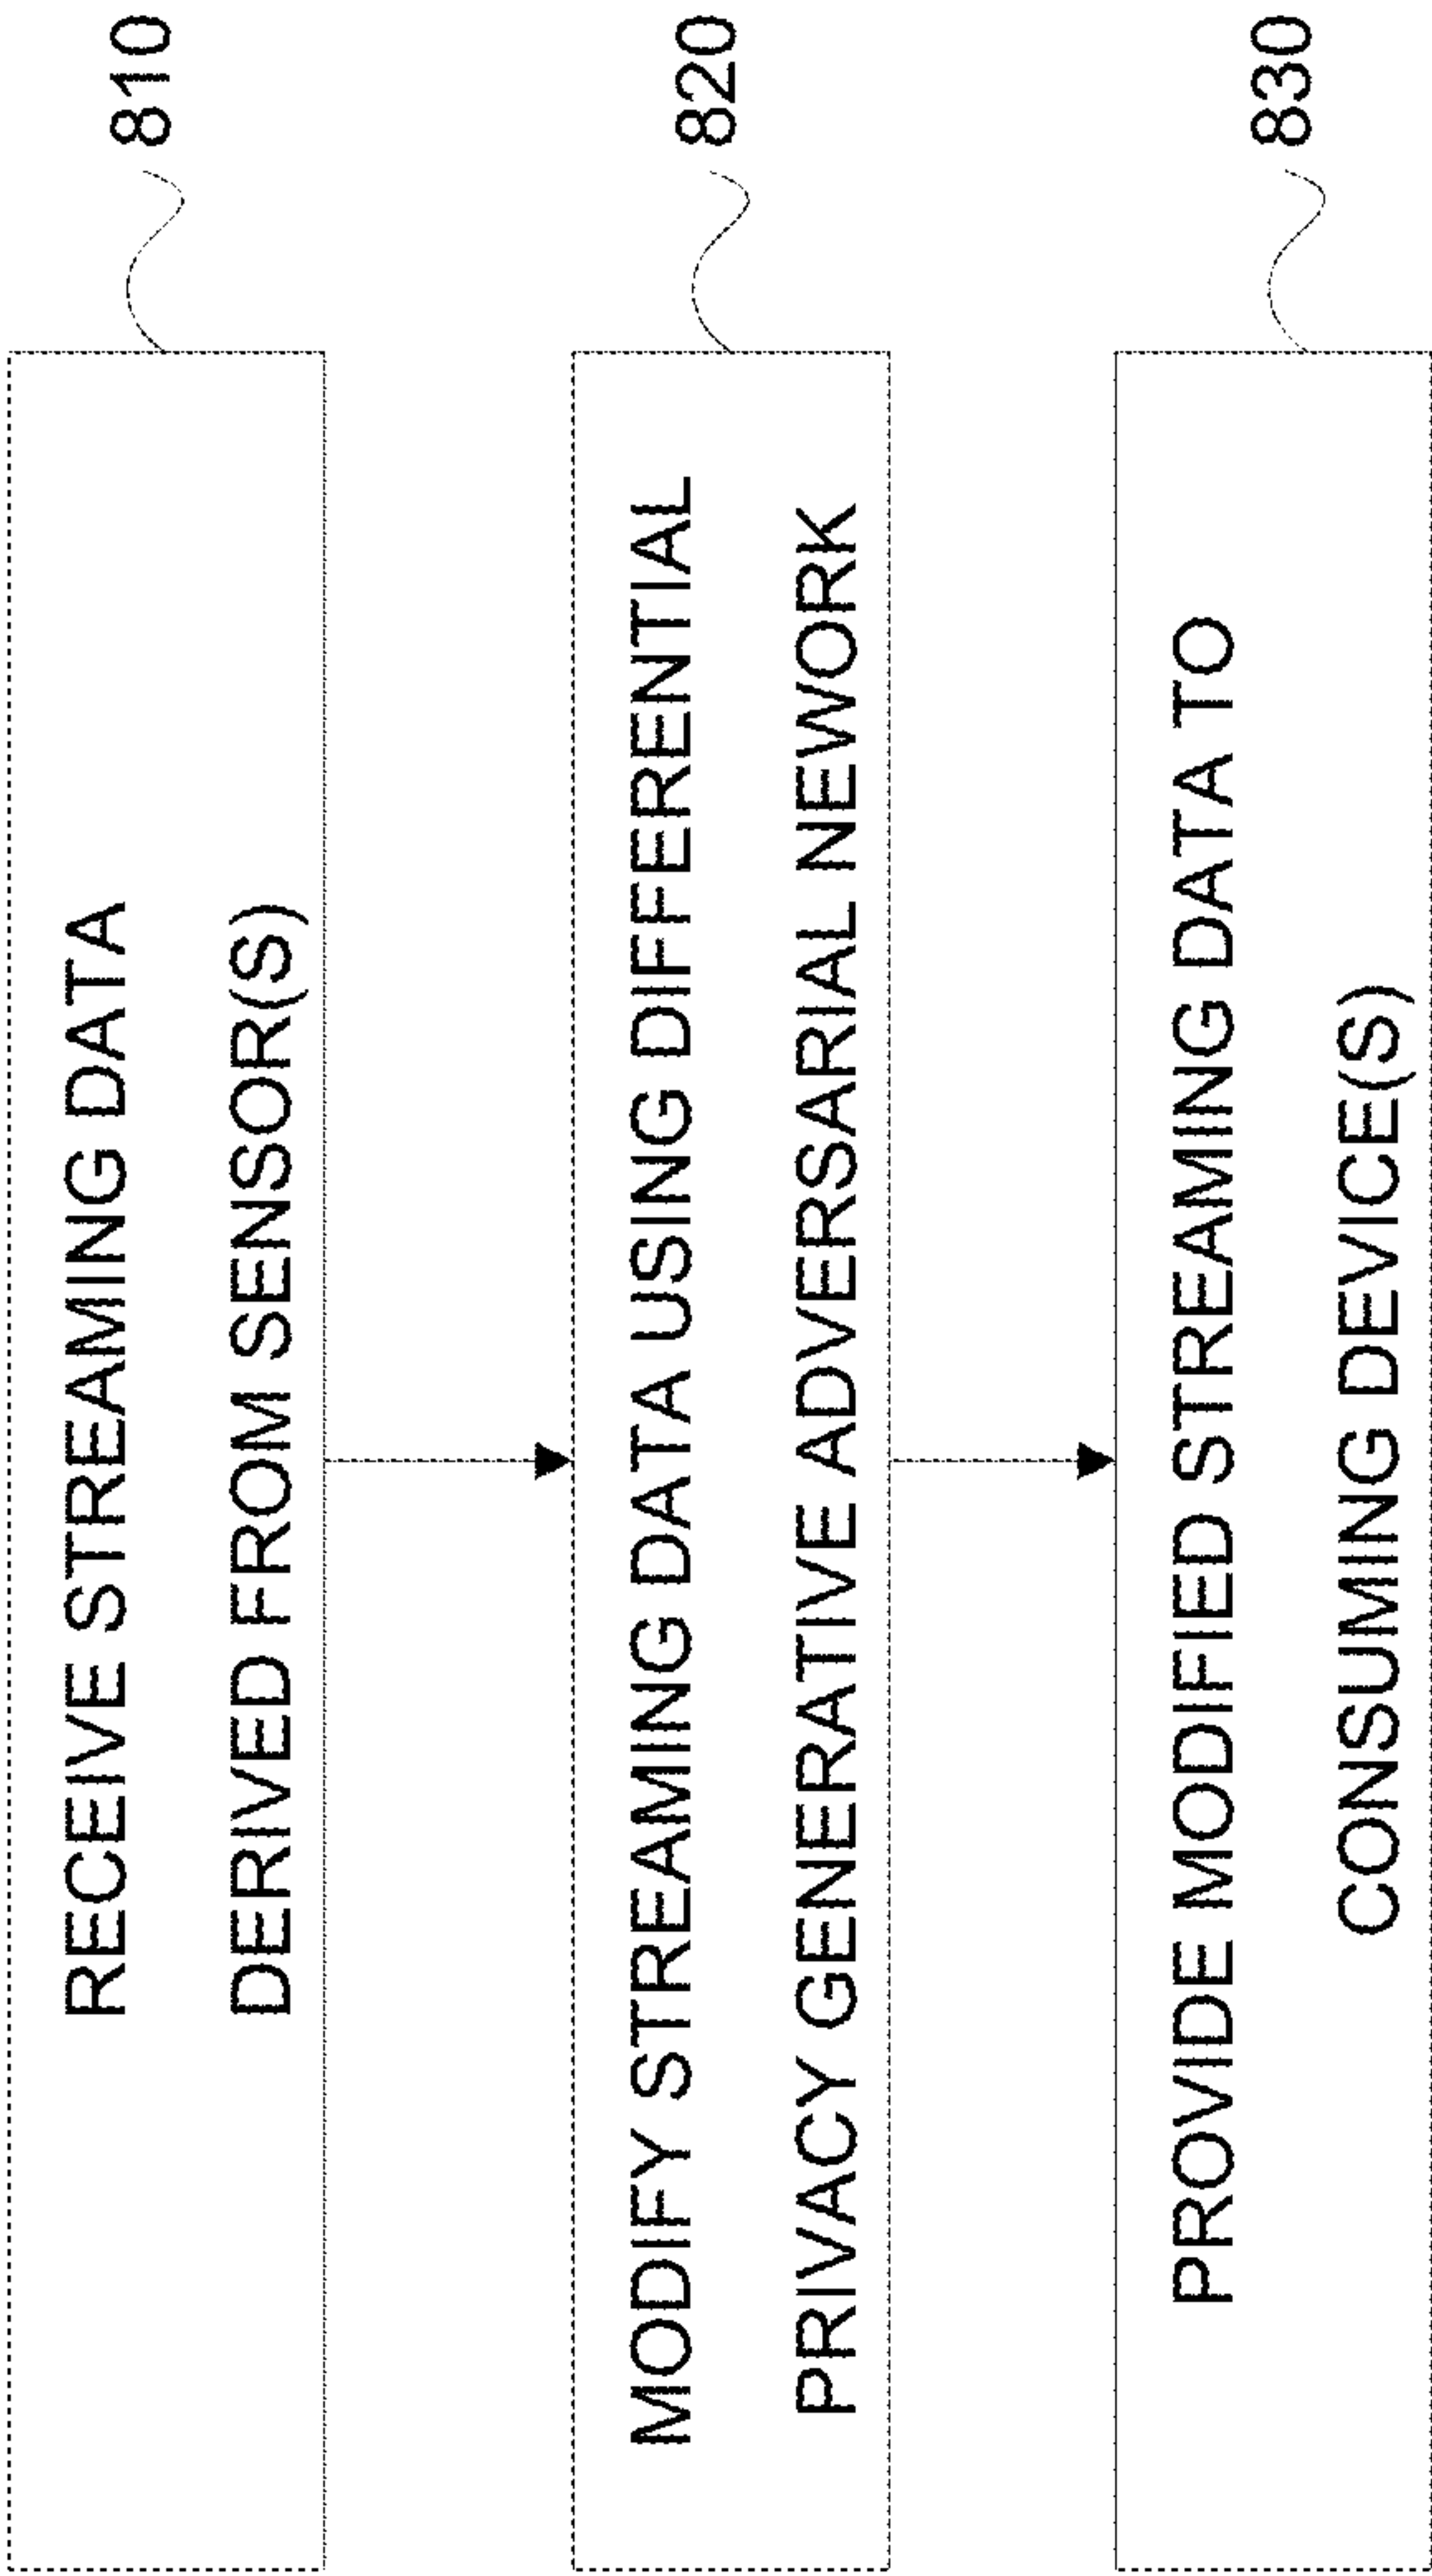 RECEIVE STREAMING DATA
DERIVED FROM SENSOR(S)
810
MODIFY STREAMING DATA USING DIFFERENTIAL
PRIVACY GENERATIVE ADVERSARIAL NEWORK
820
PROVIDE MODIFIED STREAMING DATA TO
CONSUMING DEVICE(S)
830